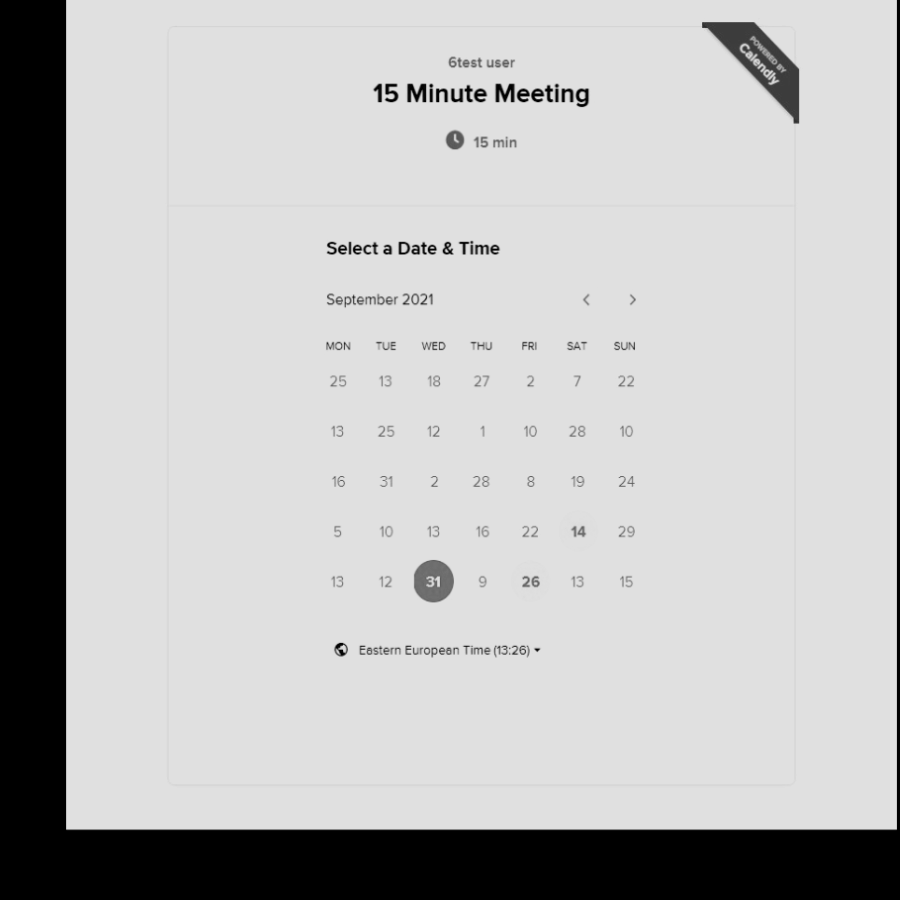 POWERED BY
Calendly
6test user
15 Minute Meeting
15 min
Select a Date & Time
September 2021
MON TUE WED THU FRI SAT SUN
25 13 18 27 2 7 22
13 25 12 1 10 28 10
16 31 2 28 8 19 24
5 10 13 16 22 14 29
13 12 31 9 26 13 15
Eastern European Time (13:26)